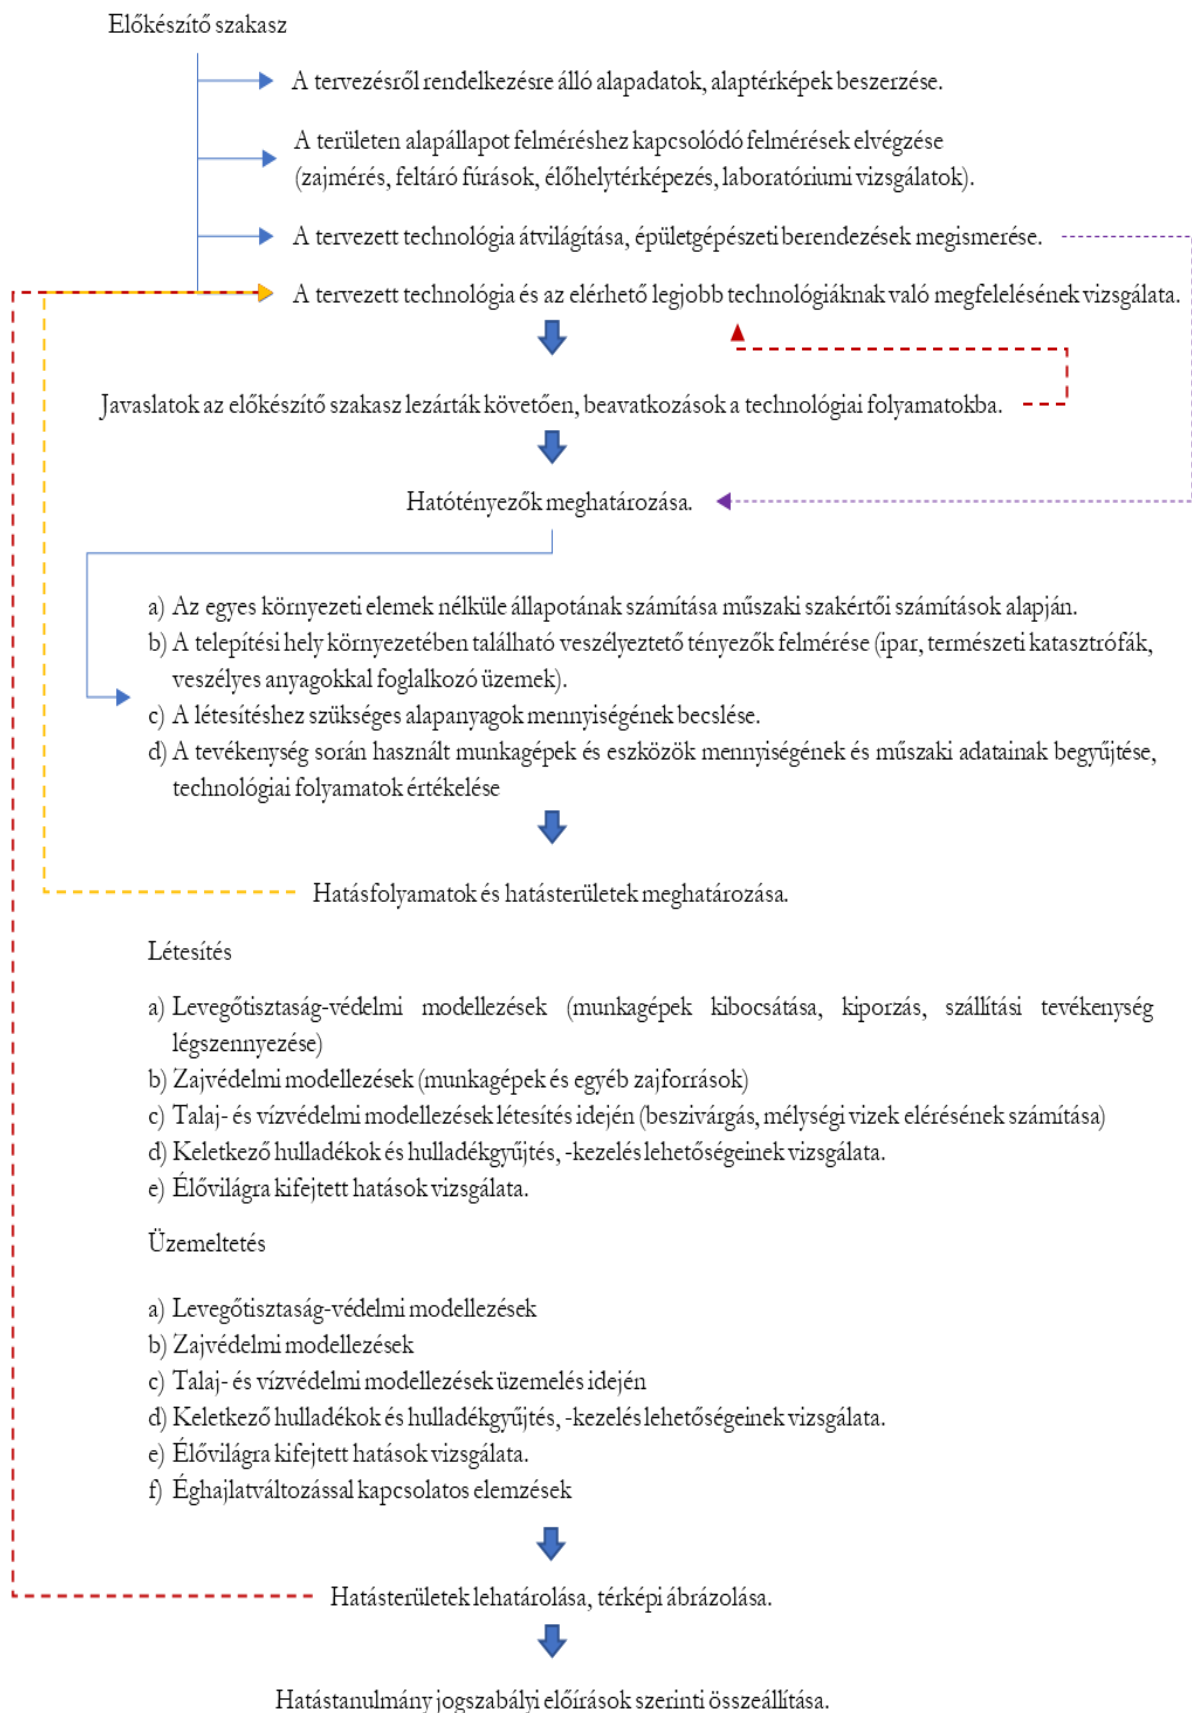 Előkészítő szakasz
A tervezésről rendelkezésre álló alapadatok, alaptérképek beszerzése.
A területen alapállapot felméréshez kapcsolódó felmérések elvégzése
(zajmérés, feltáró fúrások, élőhelytérképezés, laboratóriumi vizsgálatok).
A tervezett technológia átvilágítása, épületgépészeti berendezések megismerése.
A tervezett technológia és az elérhető legjobb technológiáknak való megfelelésének vizsgálata.
Javaslatok az előkészítő szakasz lezárták követően, beavatkozások a technológiai folyamatokba.
Hatótényezők meghatározása.
a) Az egyes környezeti elemek nélküle állapotának számítása műszaki szakértői számítások alapján.
b) A telepítési hely környezetében található veszélyeztető tényezők felmérése (ipar, természeti katasztrófák,
veszélyes anyagokkal foglalkozó üzemek).
c) A létesítéshez szükséges alapanyagok mennyiségének becslése.
d) A tevékenység során használt munkagépek és eszközök mennyiségének és műszaki adatainak begyűjtése,
technológiai folyamatok értékelése
Hatásfolyamatok és hatásterületek meghatározása.
Létesítés
a) Levegőtisztaság-védelmi modellezések (munkagépek kibocsátása, kiporzás, szállítási tevékenység
légszennyezése)
b) Zajvédelmi modellezések (munkagépek és egyéb zajforrások)
c) Talaj- és vízvédelmi modellezések létesítés idején (beszivárgás, mélységi vizek elérésének számítása)
d) Keletkező hulladékok és hulladékgyűjtés, -kezelés lehetőségeinek vizsgálata.
e) Élővilágra kifejtett hatások vizsgálata.
Üzemeltetés
a) Levegőtisztaság-védelmi modellezések
b) Zajvédelmi modellezések
c) Talaj- és vízvédelmi modellezések üzemelés idején
d) Keletkező hulladékok és hulladékgyűjtés, -kezelés lehetőségeinek vizsgálata.
e) Élővilágra kifejtett hatások vizsgálata.
f) Éghajlatváltozással kapcsolatos elemzések
Hatásterületek lehatárolása, térképi ábrázolása.
Hatástanulmány jogszabályi előírások szerinti összeállítása.